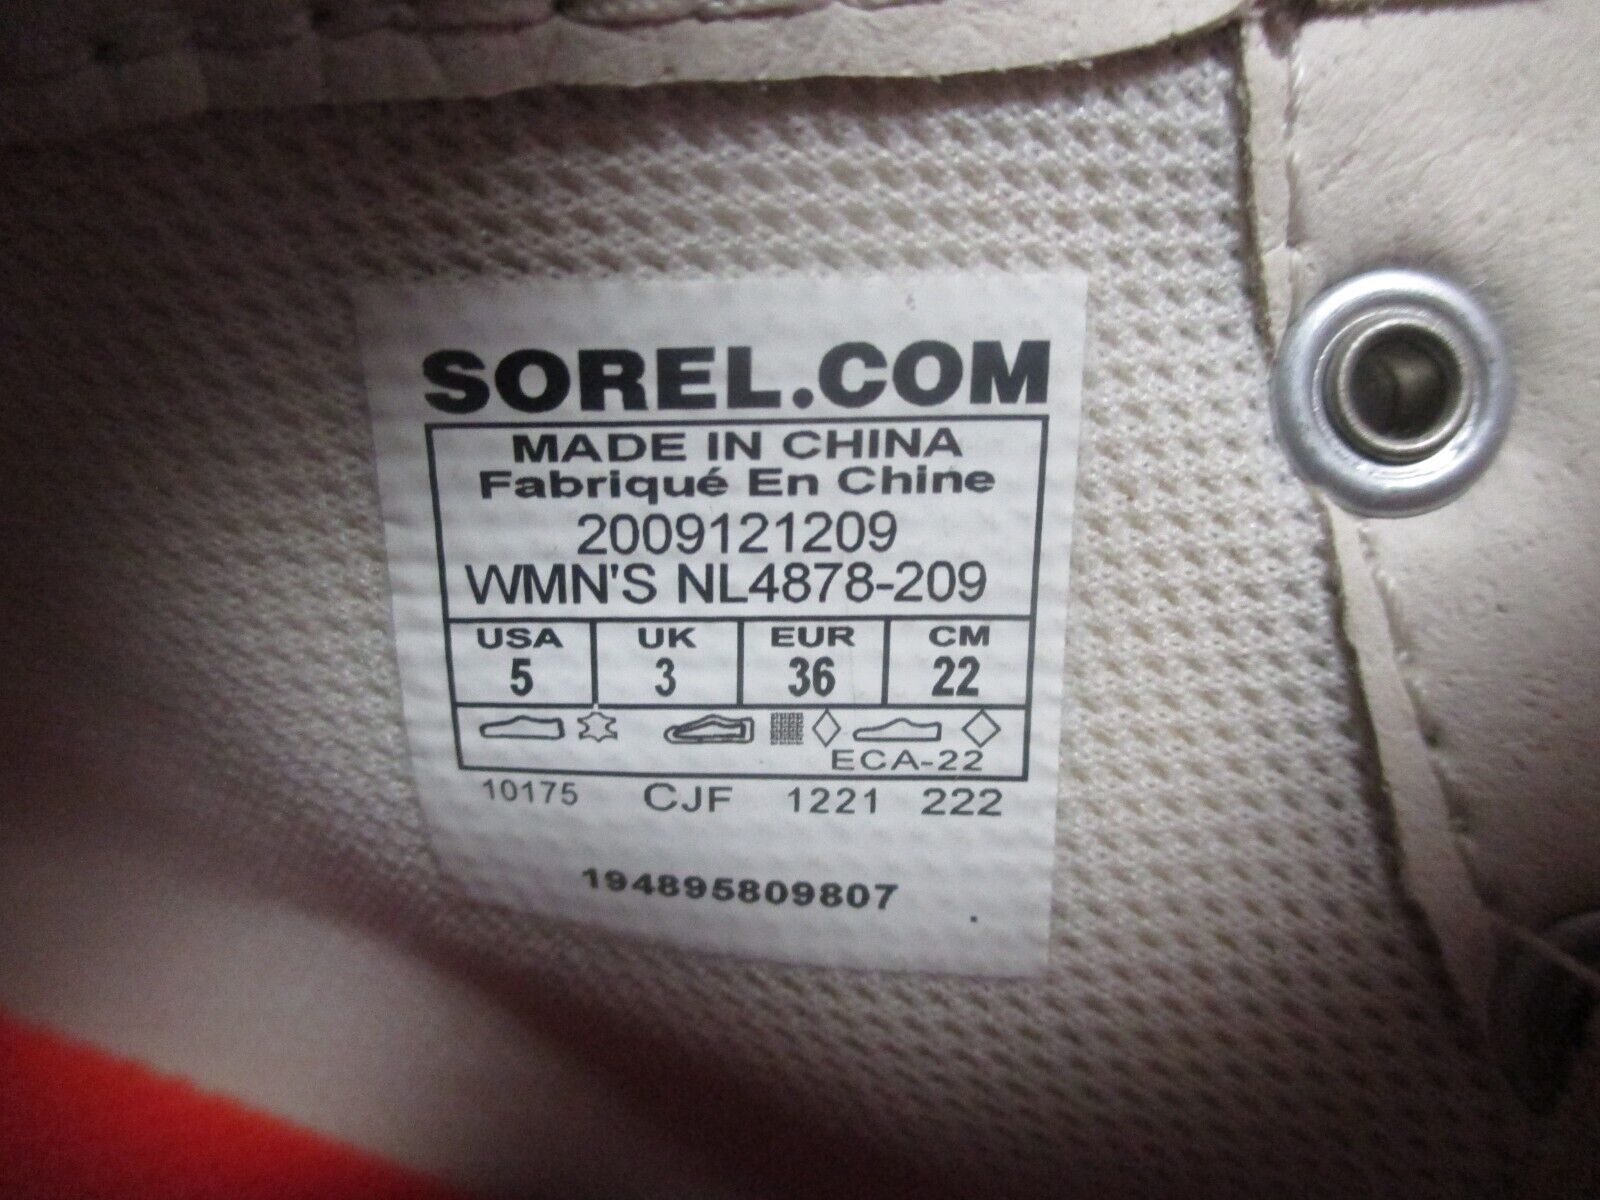 SOREL.COM
MADE IN CHINA
Fabriqué En Chine
2009121209
WMN'S NL4878-209
USA UK EUR CM
5 3 36 22
ECA-22
10175 CJF 1221 222
194895809807